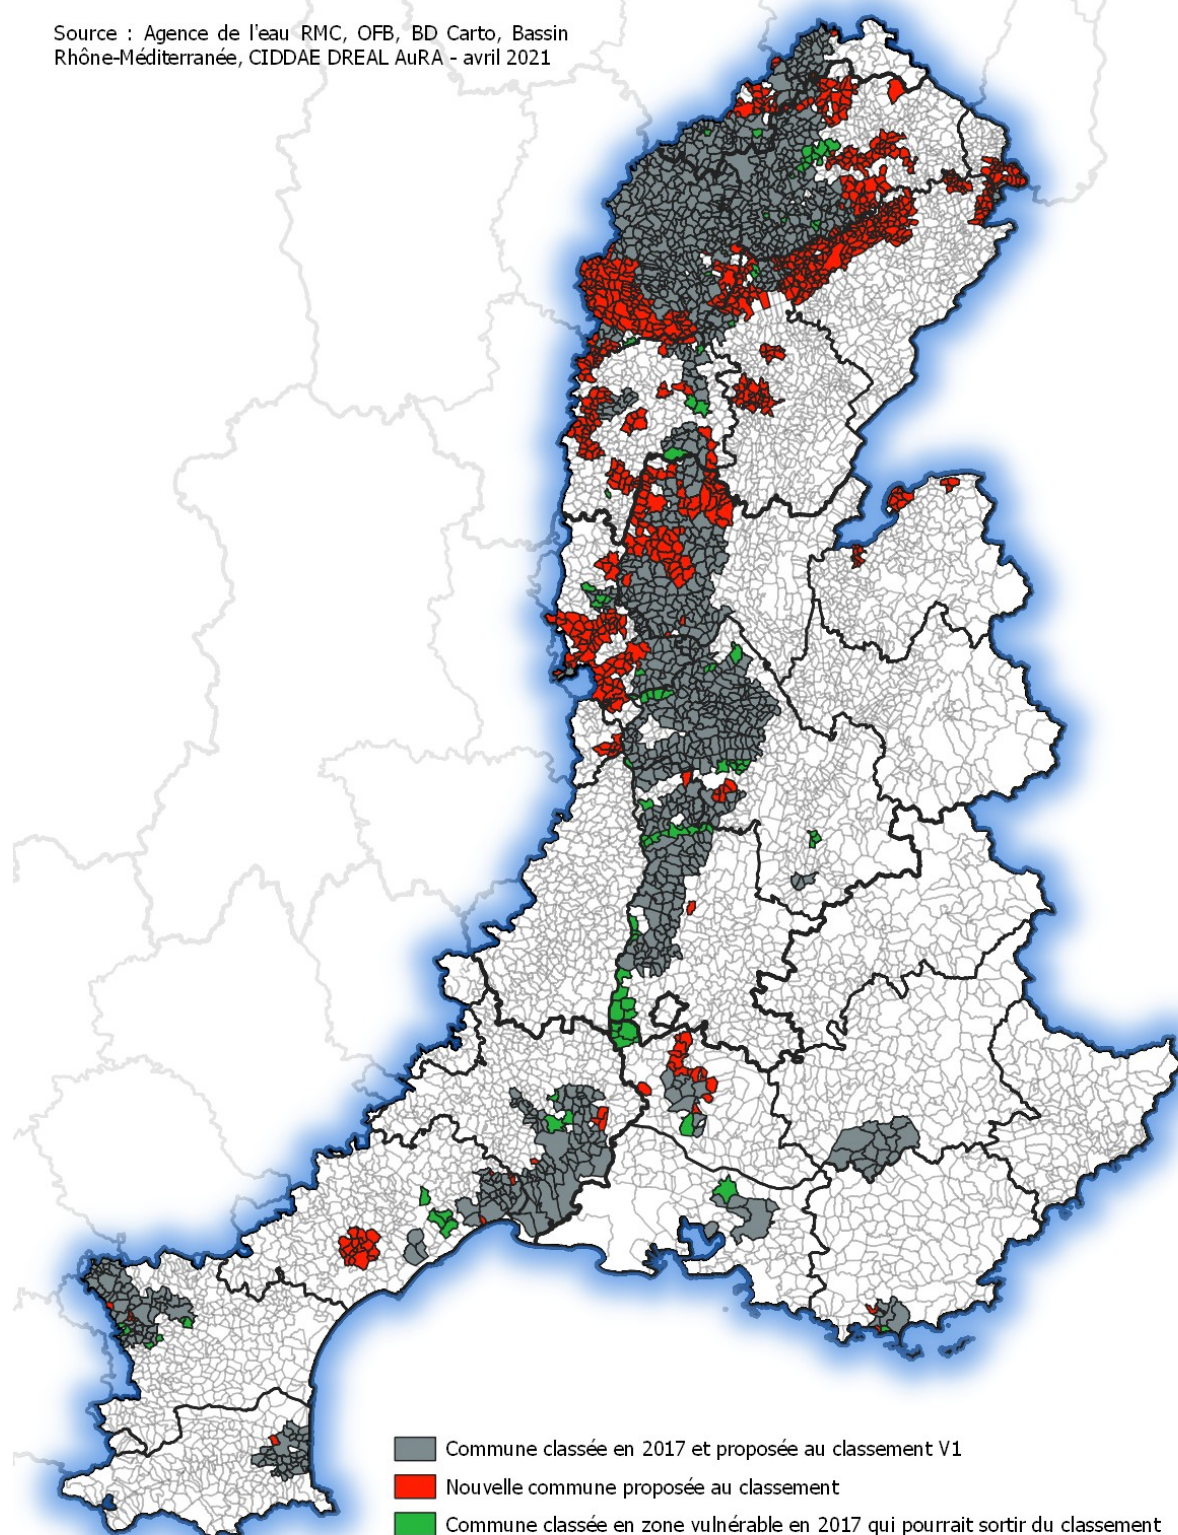 Source : Agence de l'eau RMC, OFB, BD Carto, Bassin
Rhône-Méditerranée, CIDDAE DREAL AuRA - avril 2021
Commune classée en 2017 et proposée au classement V1
Nouvelle commune proposée au classement
Commune classée en zone vulnérable en 2017 qui pourrait sortir du classement